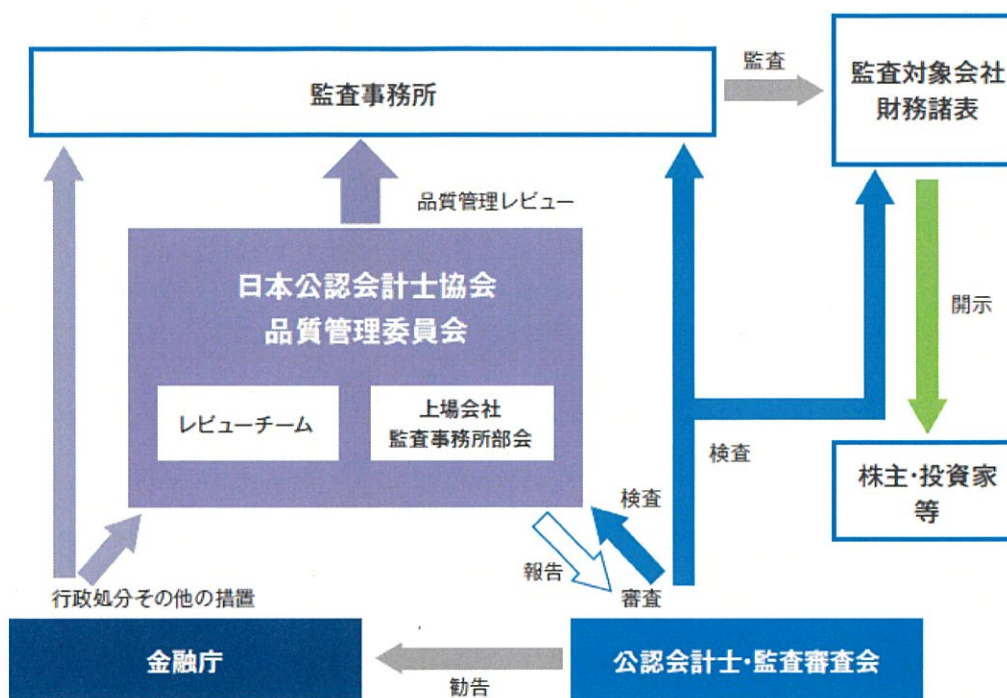 監査事務所
監査
監査対象会社
財務諸表
品質管理レビュー
日本公認会計士協会
品質管理委員会
レビューチーム
上場会社
監査事務所部会
開示
検査
株主・投資家
等
検査
報告
審査
行政処分その他の措置
金融庁
勧告
公認会計士・監査審査会